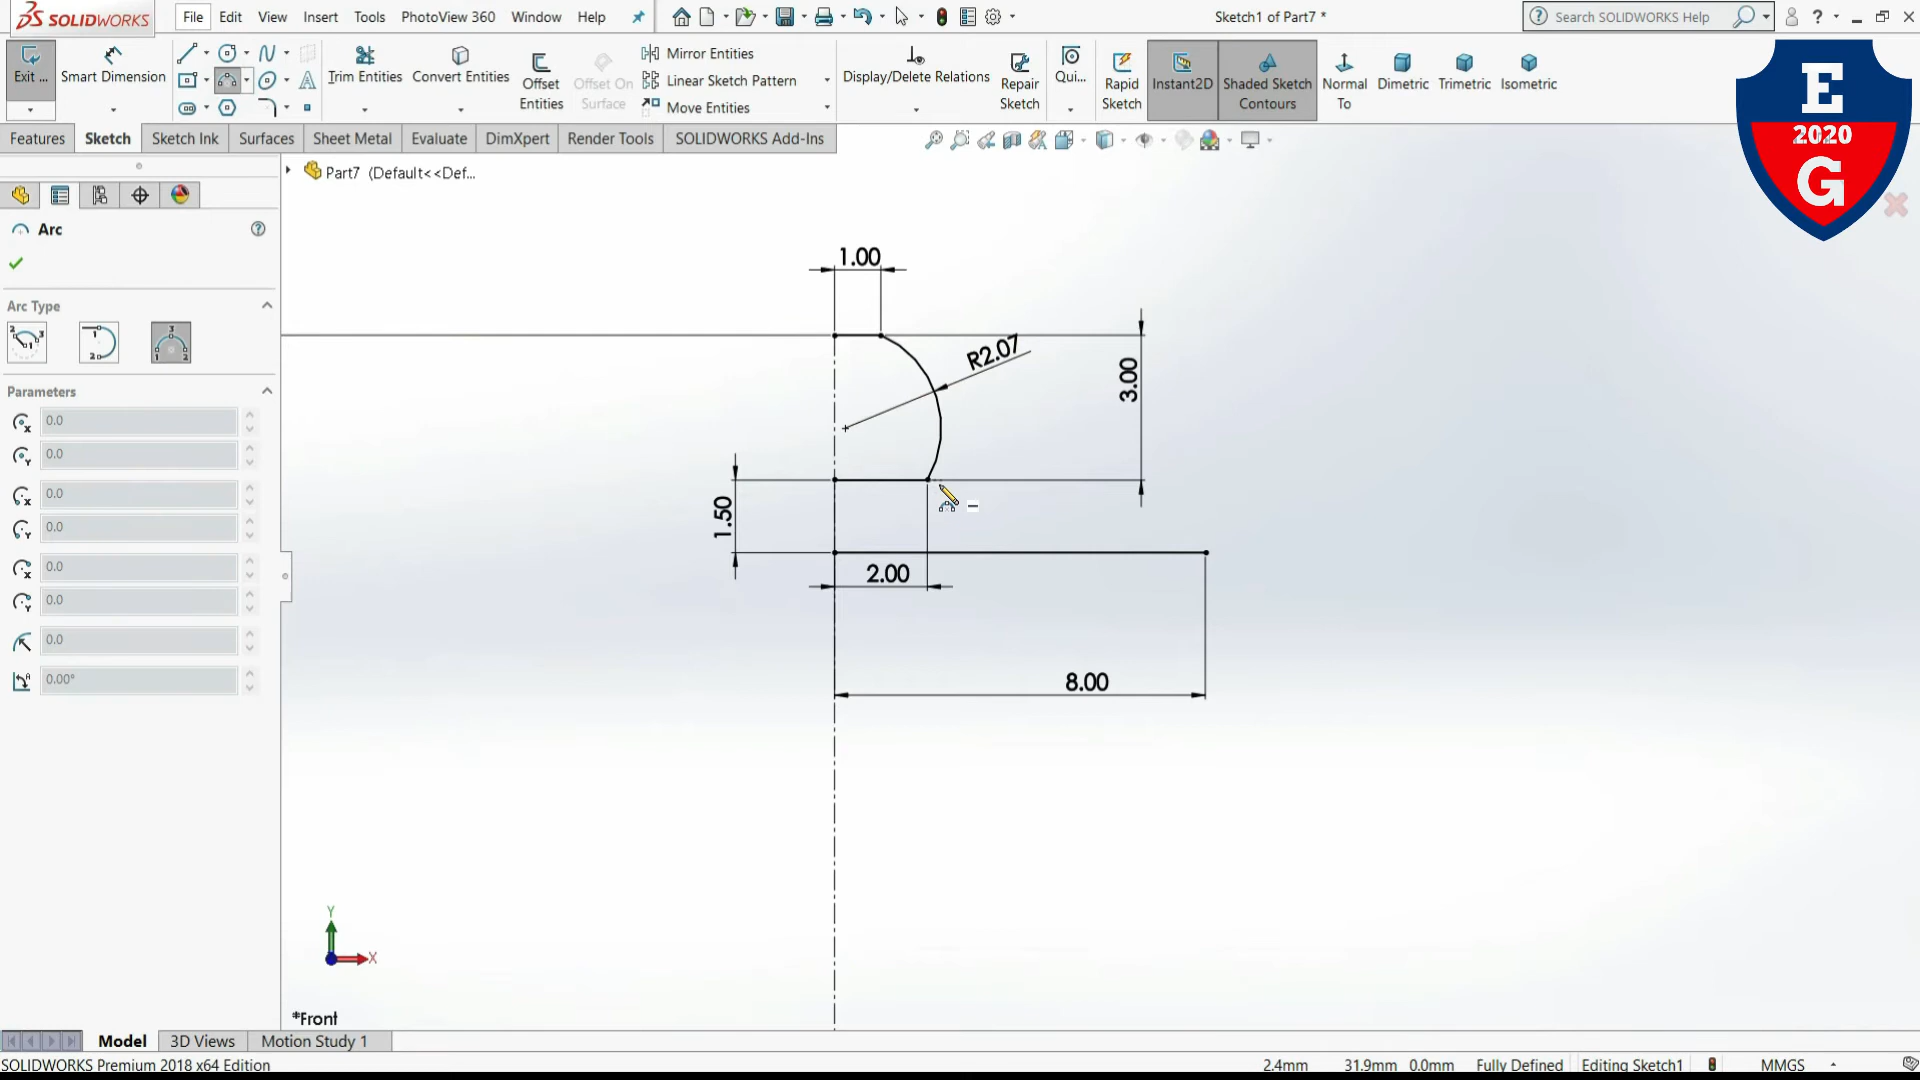 SOLIDWORKS File Edit View Insert Tools PhotoView 360 Window Help Sketch1 of Part7 * Search SOLIDWORKS Help ?
Exit ... Smart Dimension Trim Entities Convert Entities Offset Entities Offset On Surface Mirror Entities Linear Sketch Pattern Move Entities Display/Delete Relations Repair Sketch Qui... Rapid Sketch Instant2D Shaded Sketch Contours Normal To Dimetric Trimetric Isometric
E
2020
G
Features Sketch Sketch Ink Surfaces Sheet Metal Evaluate DimXpert Render Tools SOLIDWORKS Add-Ins
Part7 (Default<<Def...
Arc
Arc Type
Parameters
0.0
0.0
0.0
0.0
0.0
0.0
0.0
0.00°
1.00
R2.07
3.00
1.50
2.00
8.00
Y
X
*Front
Model 3D Views Motion Study 1
SOLIDWORKS Premium 2018 x64 Edition 2.4mm 31.9mm 0.0mm Fully Defined Editing Sketch1 MMGS